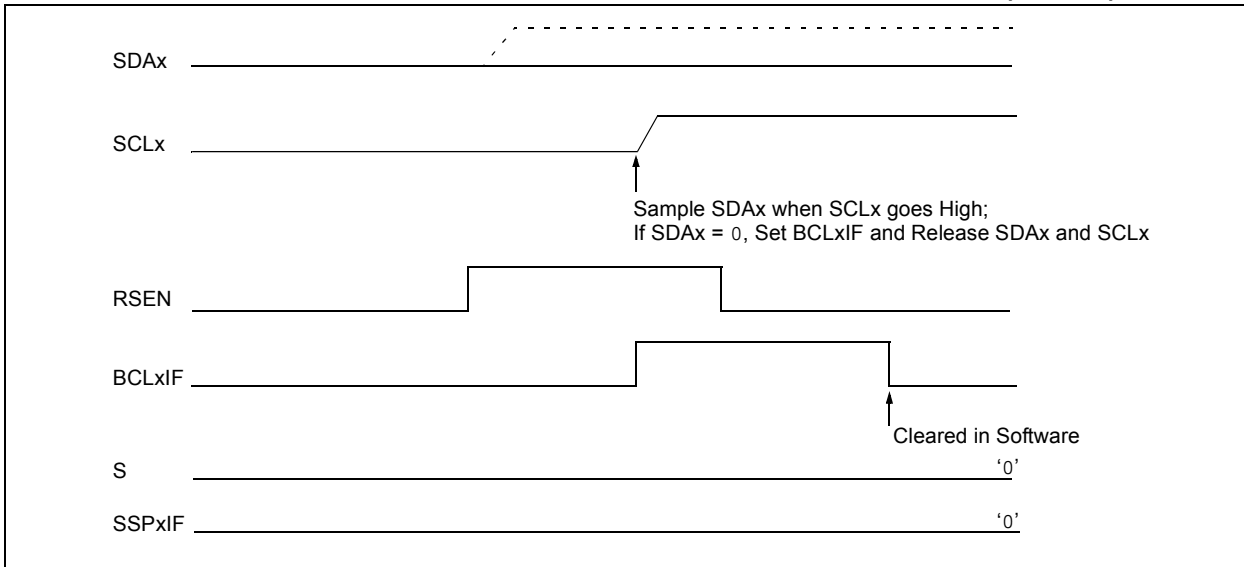 SDAx
SCLx
Sample SDAx when SCLx goes High;
If SDAx = 0, Set BCLxIF and Release SDAx and SCLx
RSEN
BCLxIF
Cleared in Software
S
‘0’
SSPxIF
‘0’